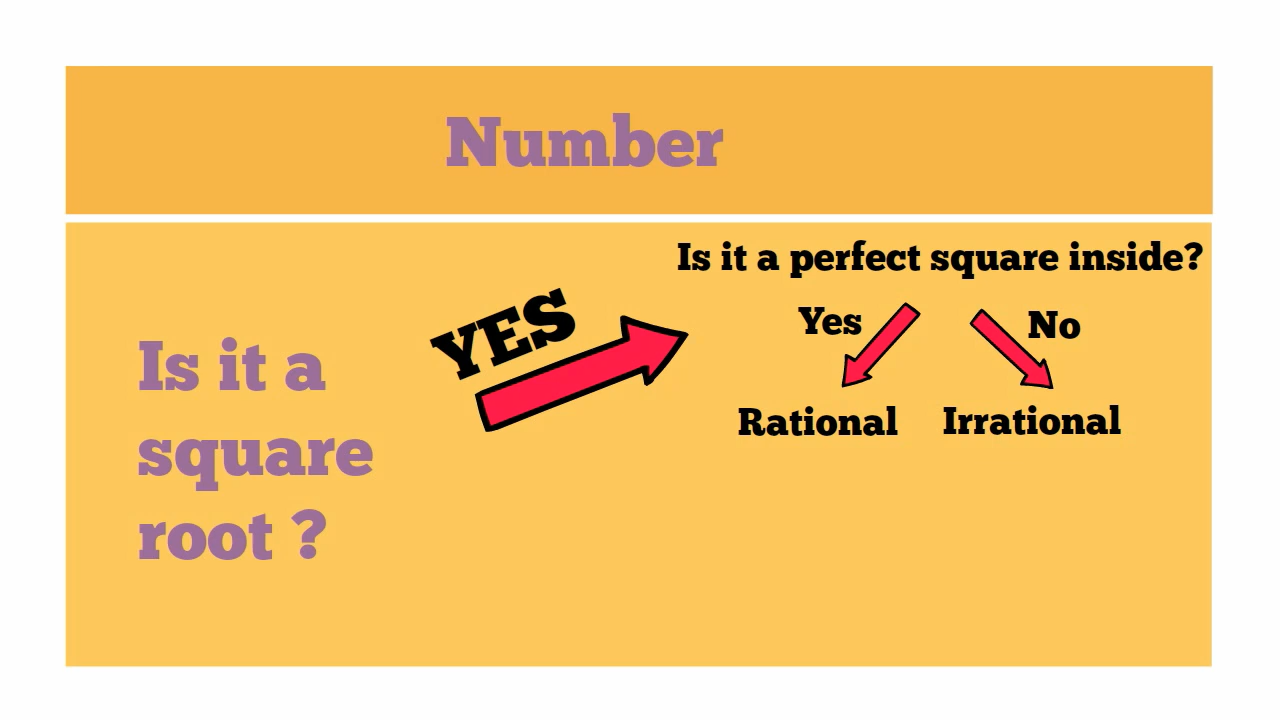 Number
Is it a
square
root ?
YES
Is it a perfect square inside?
Yes
No
Rational
Irrational